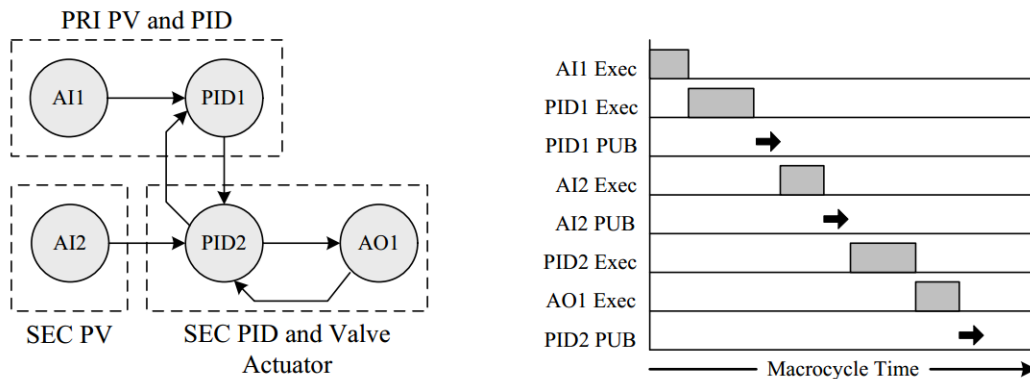 PRI PV and PID
AI1
PID1
AI2
PID2
AO1
SEC PV
SEC PID and Valve
Actuator
AI1 Exec
PID1 Exec
PID1 PUB
AI2 Exec
AI2 PUB
PID2 Exec
AO1 Exec
PID2 PUB
Macrocycle Time